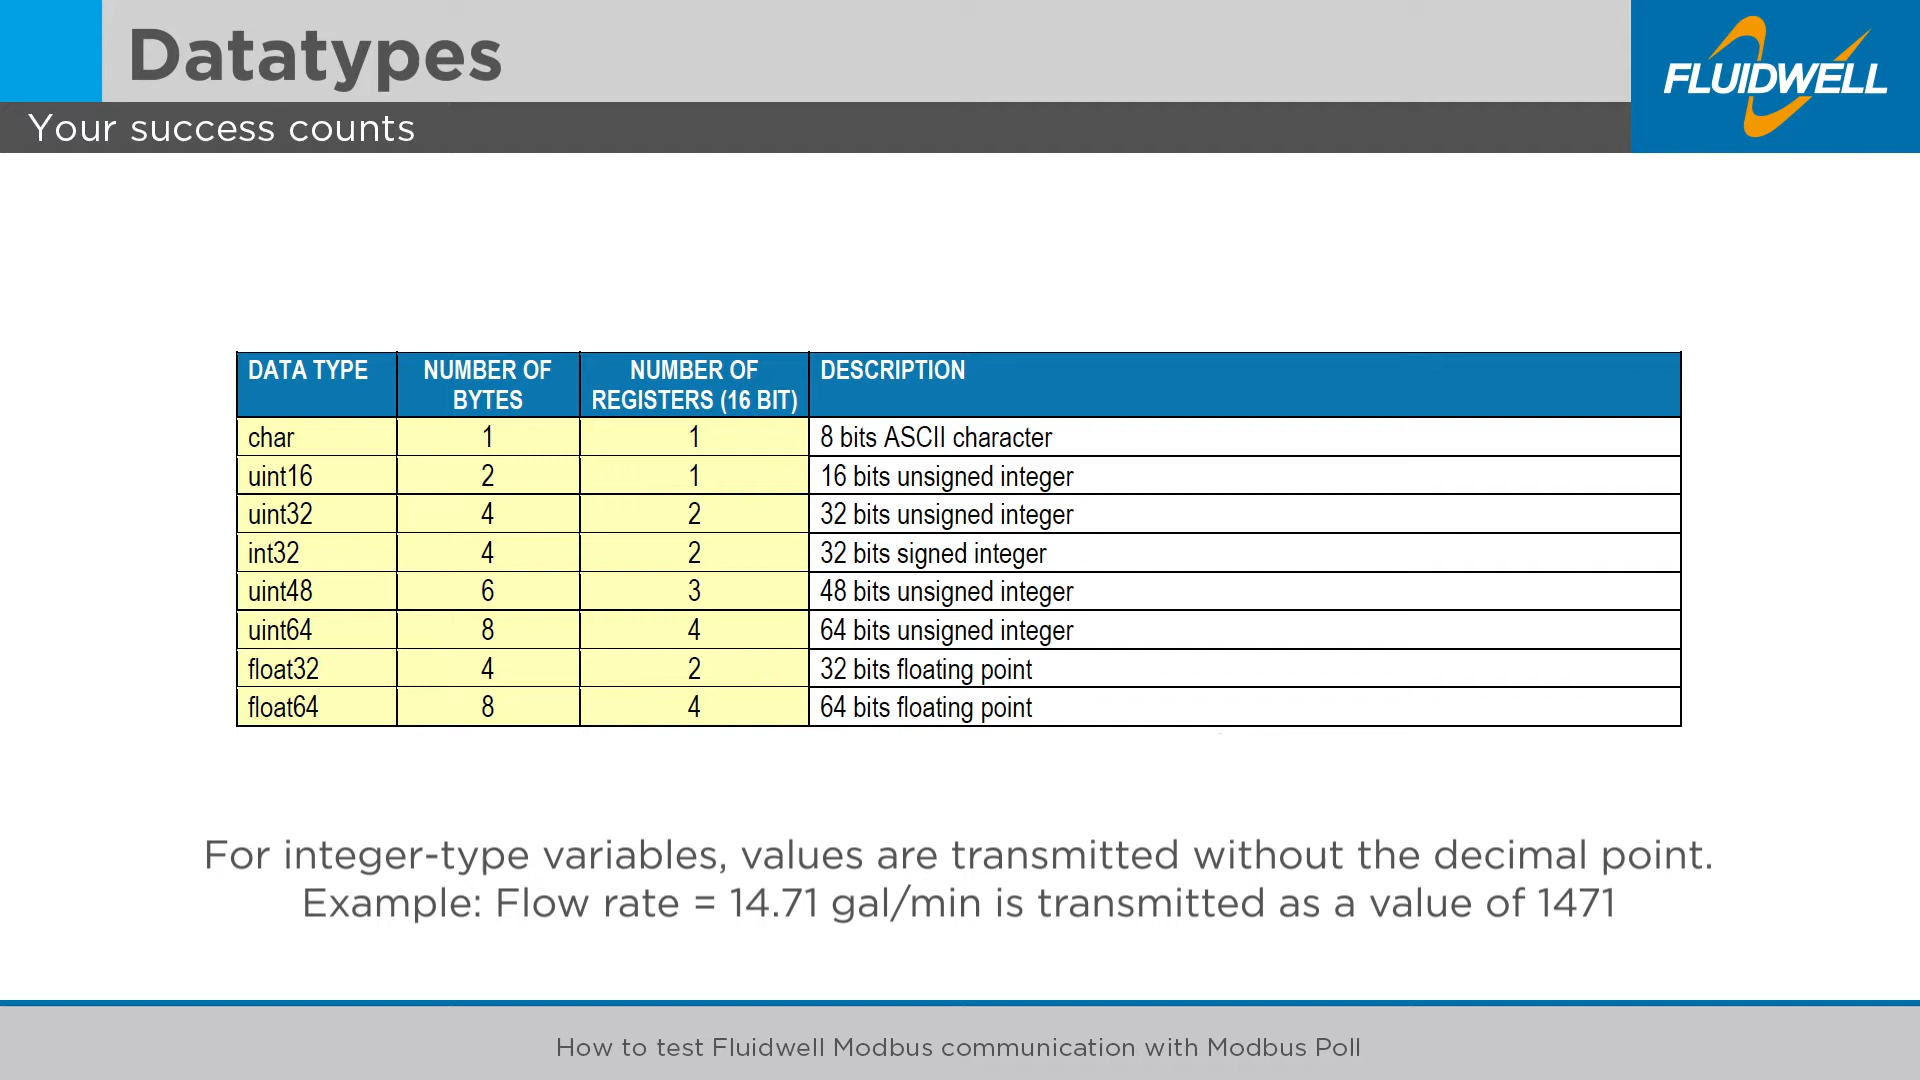 Datatypes
FLUIDWELL
Your success counts
DATA TYPE NUMBER OF BYTES NUMBER OF REGISTERS (16 BIT) DESCRIPTION
char 1 1 8 bits ASCII character
uint16 2 1 16 bits unsigned integer
uint32 4 2 32 bits unsigned integer
int32 4 2 32 bits signed integer
uint48 6 3 48 bits unsigned integer
uint64 8 4 64 bits unsigned integer
float32 4 2 32 bits floating point
float64 8 4 64 bits floating point
For integer-type variables, values are transmitted without the decimal point.
Example: Flow rate = 14.71 gal/min is transmitted as a value of 1471
How to test Fluidwell Modbus communication with Modbus Poll